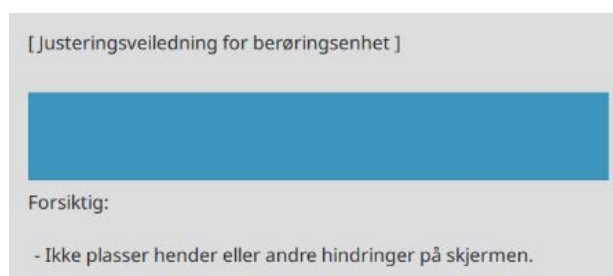 [ Justeringsveiledning for berøringsenhet ]
Forsiktig:
- Ikke plasser hender eller andre hindringer på skjermen.